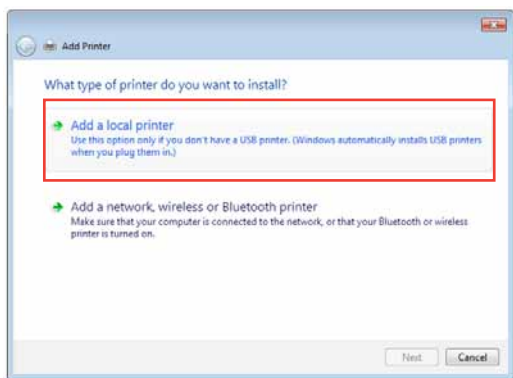 Add Printer
What type of printer do you want to install?
Add a local printer
Use this option only if you don't have a USB printer. (Windows automatically installs USB printers
when you plug them in.)
Add a network, wireless or Bluetooth printer
Make sure that your computer is connected to the network, or that your Bluetooth or wireless
printer is turned on.
Next
Cancel